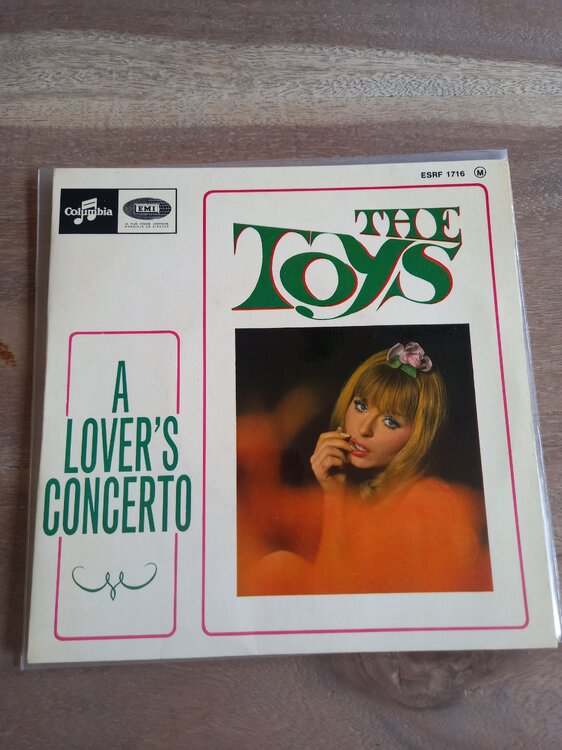 ESRF 1716 M
Columbia
EMI
THE
TOYS
A
LOVER'S
CONCERTO